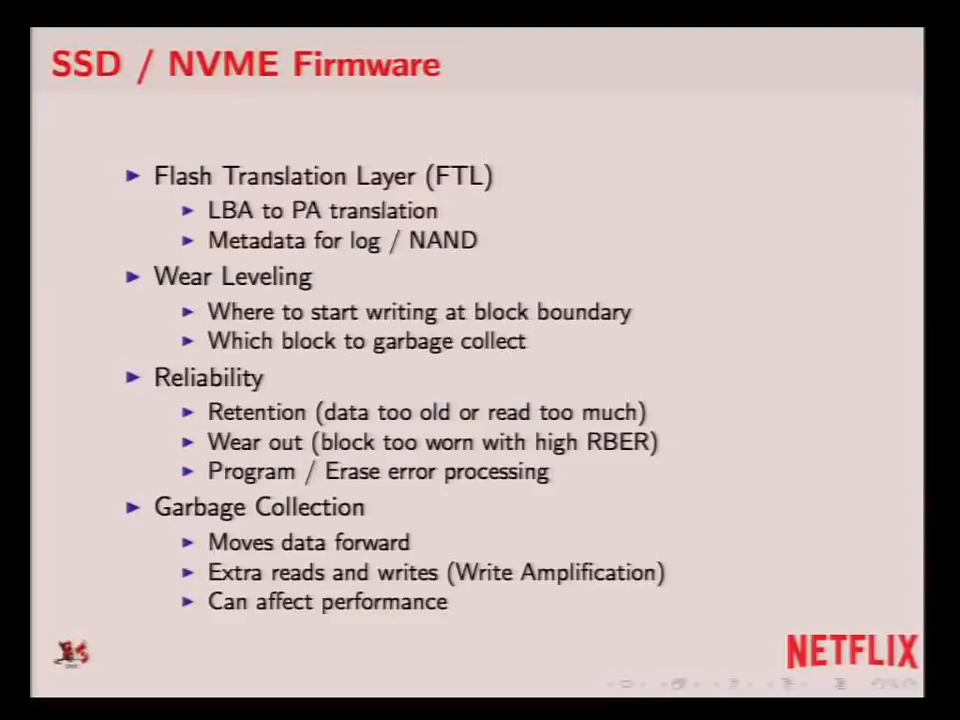 SSD / NVME Firmware
Flash Translation Layer (FTL)
LBA to PA translation
Metadata for log / NAND
Wear Leveling
Where to start writing at block boundary
Which block to garbage collect
Reliability
Retention (data too old or read too much)
Wear out (block too worn with high RBER)
Program / Erase error processing
Garbage Collection
Moves data forward
Extra reads and writes (Write Amplification)
Can affect performance
NETFLIX